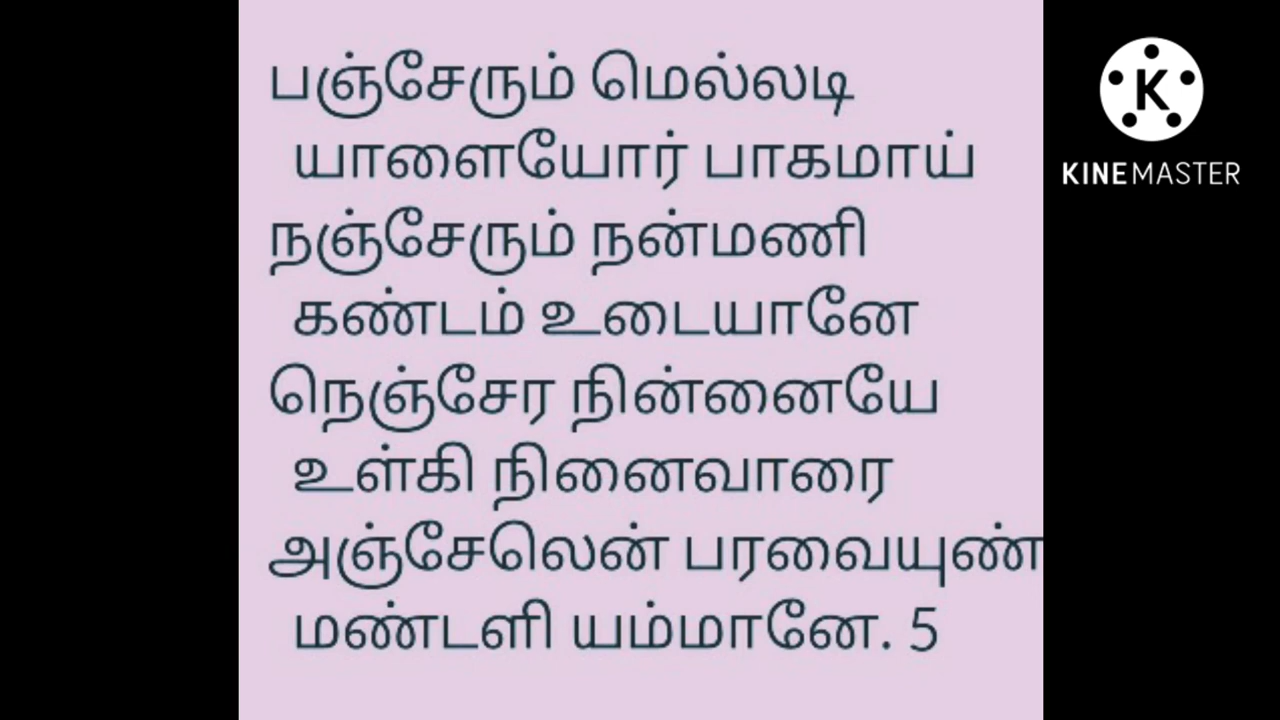 பஞ்சேரும் மெல்லடி
யாளையோர் பாகமாய்
நஞ்சேரும் நன்மணி
கண்டம் உடையானே
நெஞ்சேர நின்னையே
உள்கி நினைவாரை
அஞ்சேலென் பரவையுண்
மண்டளி யம்மானே. 5
K
KINEMASTER